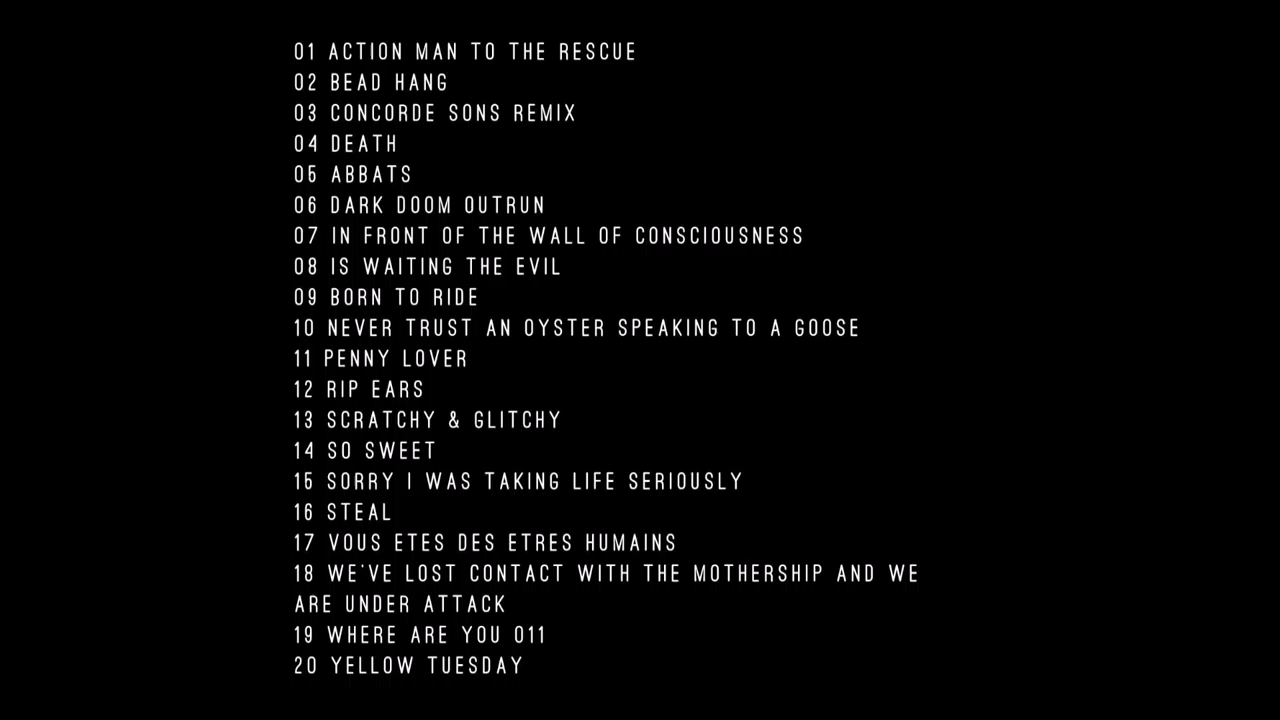 01 ACTION MAN TO THE RESCUE
02 BEAD HANG
03 CONCORDE SONS REMIX
04 DEATH
05 ABBATS
06 DARK DOOM OUTRUN
07 IN FRONT OF THE WALL OF CONSCIOUSNESS
08 IS WAITING THE EVIL
09 BORN TO RIDE
10 NEVER TRUST AN OYSTER SPEAKING TO A GOOSE
11 PENNY LOVER
12 RIP EARS
13 SCRATCHY & GLITCHY
14 SO SWEET
15 SORRY I WAS TAKING LIFE SERIOUSLY
16 STEAL
17 VOUS ETES DES ETRES HUMAINS
18 WE'VE LOST CONTACT WITH THE MOTHERSHIP AND WE
ARE UNDER ATTACK
19 WHERE ARE YOU 011
20 YELLOW TUESDAY